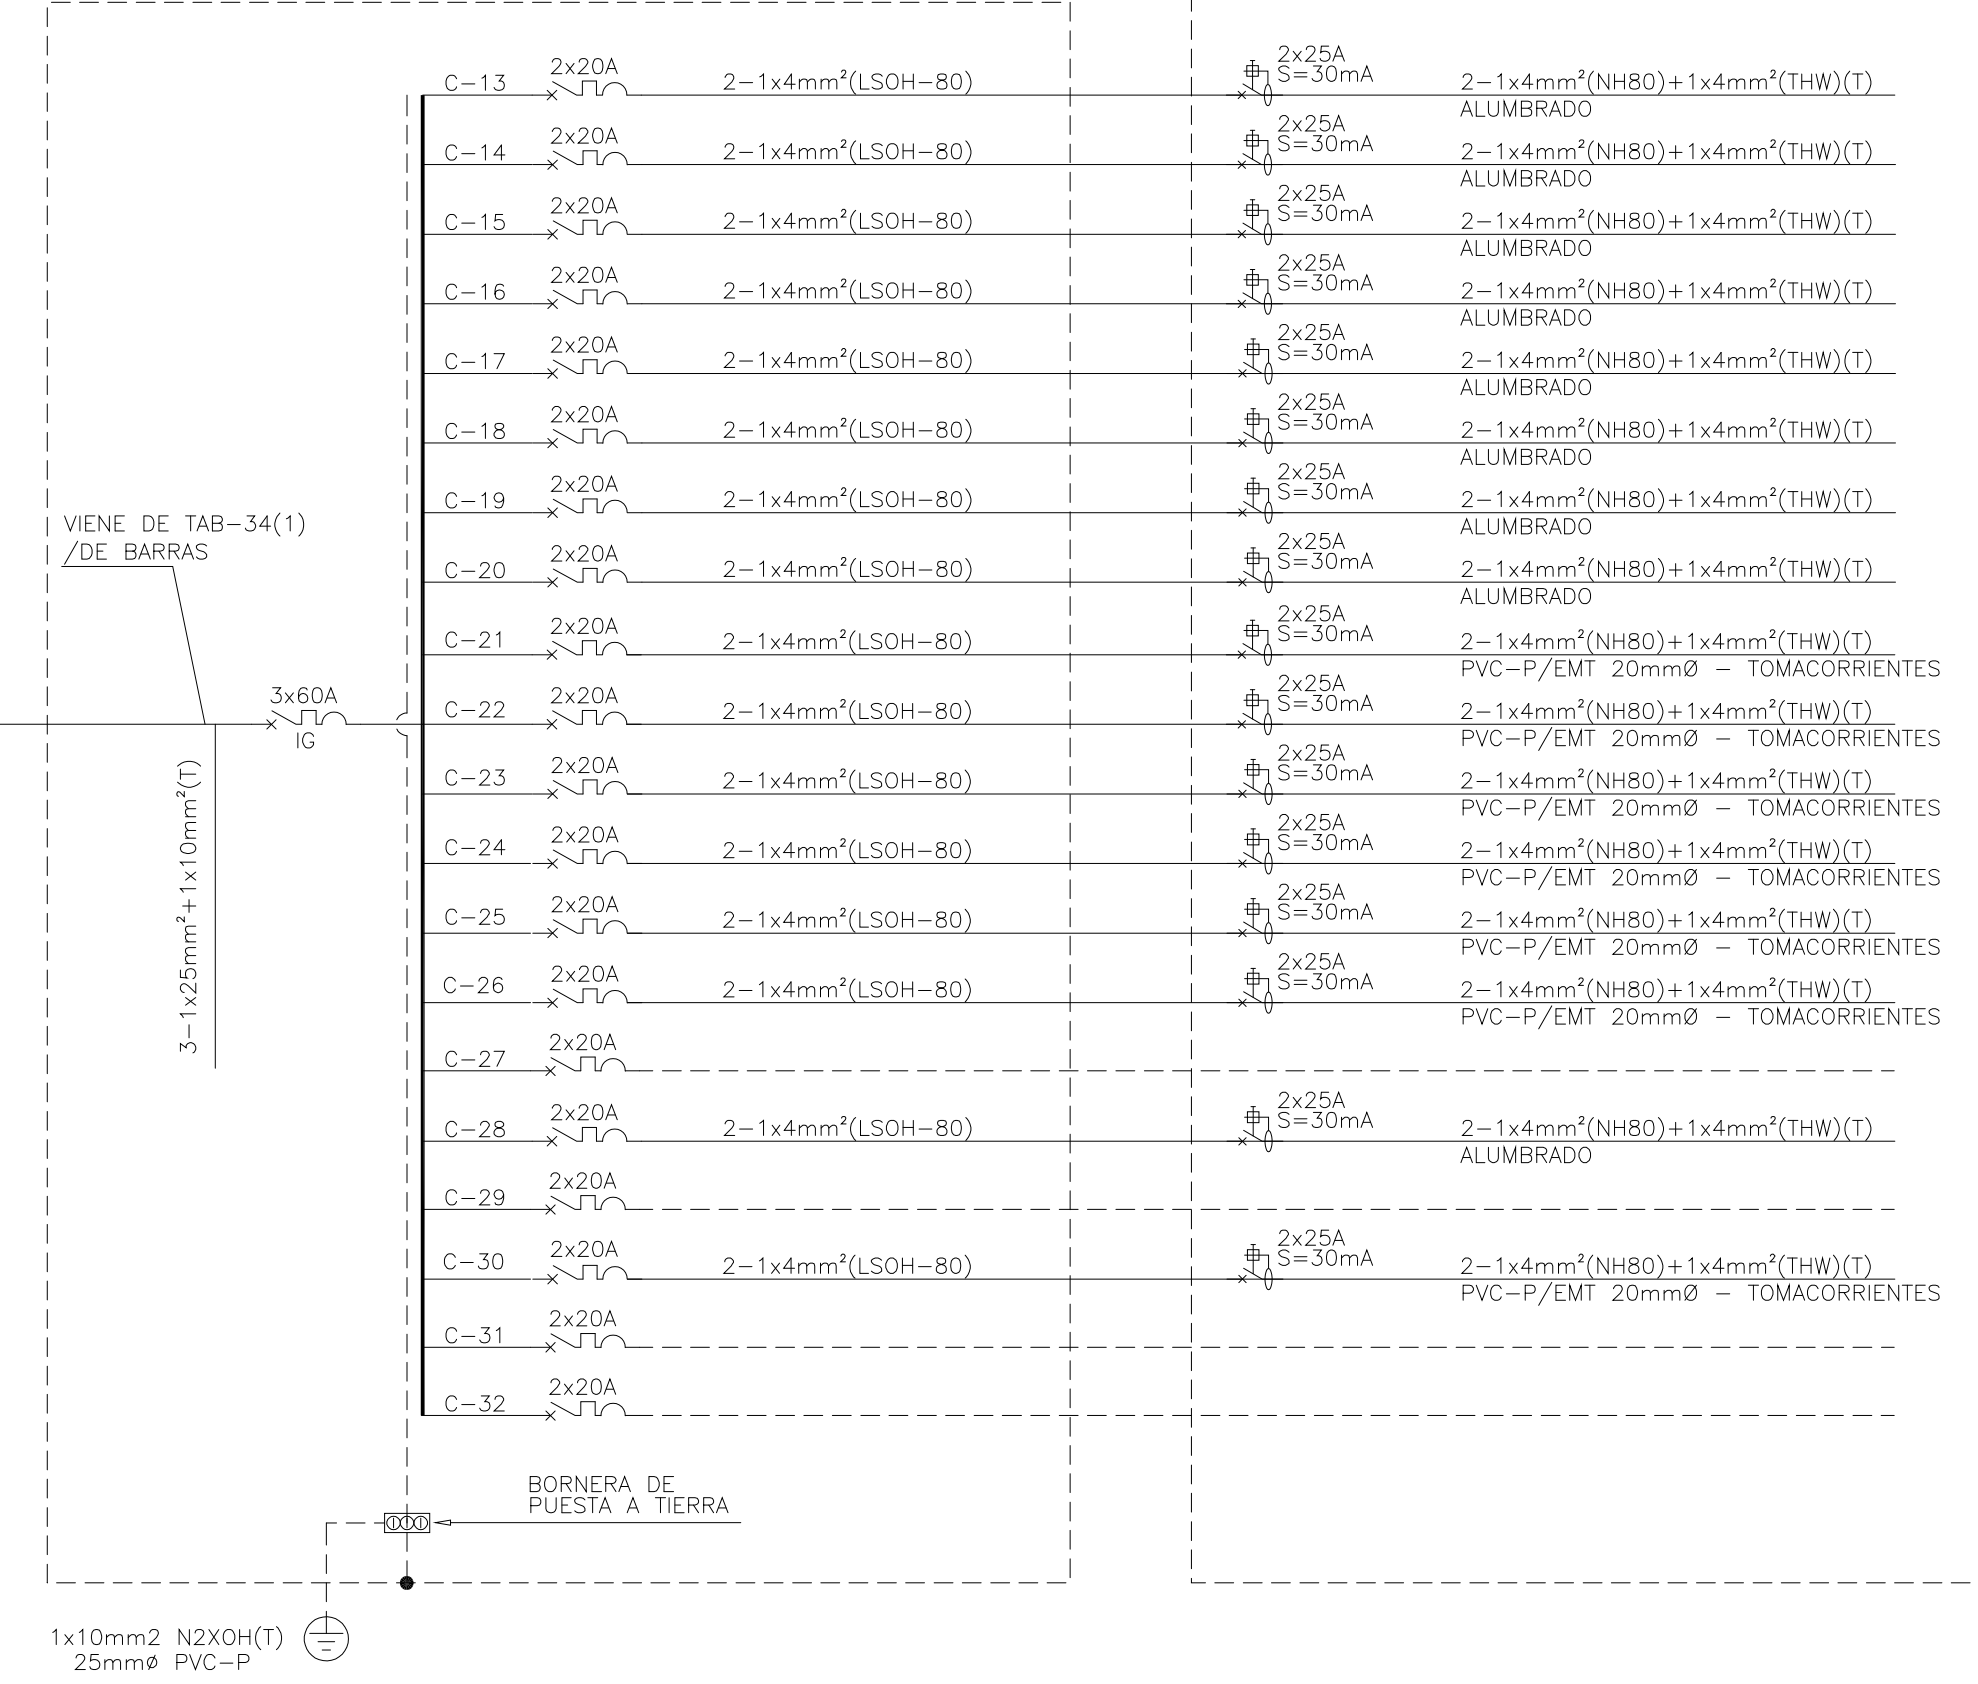 C-13
2x20A
2-1x4mm²(LSOH-80)
2x25A
S=30mA
2-1x4mm²(NH80)+1x4mm²(THW)(T)
ALUMBRADO
C-14
2x20A
2-1x4mm²(LSOH-80)
2x25A
S=30mA
2-1x4mm²(NH80)+1x4mm²(THW)(T)
ALUMBRADO
C-15
2x20A
2-1x4mm²(LSOH-80)
2x25A
S=30mA
2-1x4mm²(NH80)+1x4mm²(THW)(T)
ALUMBRADO
C-16
2x20A
2-1x4mm²(LSOH-80)
2x25A
S=30mA
2-1x4mm²(NH80)+1x4mm²(THW)(T)
ALUMBRADO
C-17
2x20A
2-1x4mm²(LSOH-80)
2x25A
S=30mA
2-1x4mm²(NH80)+1x4mm²(THW)(T)
ALUMBRADO
C-18
2x20A
2-1x4mm²(LSOH-80)
2x25A
S=30mA
2-1x4mm²(NH80)+1x4mm²(THW)(T)
ALUMBRADO
C-19
2x20A
2-1x4mm²(LSOH-80)
2x25A
S=30mA
2-1x4mm²(NH80)+1x4mm²(THW)(T)
ALUMBRADO
VIENE DE TAB-34(1)
/DE BARRAS
C-20
2x20A
2-1x4mm²(LSOH-80)
2x25A
S=30mA
2-1x4mm²(NH80)+1x4mm²(THW)(T)
ALUMBRADO
C-21
2x20A
2-1x4mm²(LSOH-80)
2x25A
S=30mA
2-1x4mm²(NH80)+1x4mm²(THW)(T)
PVC-P/EMT 20mmØ - TOMACORRIENTES
3x60A
IG
C-22
2x20A
2-1x4mm²(LSOH-80)
2x25A
S=30mA
2-1x4mm²(NH80)+1x4mm²(THW)(T)
PVC-P/EMT 20mmØ - TOMACORRIENTES
3-1x25mm²+1x10mm²(T)
C-23
2x20A
2-1x4mm²(LSOH-80)
2x25A
S=30mA
2-1x4mm²(NH80)+1x4mm²(THW)(T)
PVC-P/EMT 20mmØ - TOMACORRIENTES
C-24
2x20A
2-1x4mm²(LSOH-80)
2x25A
S=30mA
2-1x4mm²(NH80)+1x4mm²(THW)(T)
PVC-P/EMT 20mmØ - TOMACORRIENTES
C-25
2x20A
2-1x4mm²(LSOH-80)
2x25A
S=30mA
2-1x4mm²(NH80)+1x4mm²(THW)(T)
PVC-P/EMT 20mmØ - TOMACORRIENTES
C-26
2x20A
2-1x4mm²(LSOH-80)
2x25A
S=30mA
2-1x4mm²(NH80)+1x4mm²(THW)(T)
PVC-P/EMT 20mmØ - TOMACORRIENTES
C-27
2x20A
C-28
2x20A
2-1x4mm²(LSOH-80)
2x25A
S=30mA
2-1x4mm²(NH80)+1x4mm²(THW)(T)
ALUMBRADO
C-29
2x20A
C-30
2x20A
2-1x4mm²(LSOH-80)
2x25A
S=30mA
2-1x4mm²(NH80)+1x4mm²(THW)(T)
PVC-P/EMT 20mmØ - TOMACORRIENTES
C-31
2x20A
C-32
2x20A
BORNERA DE
PUESTA A TIERRA
1x10mm2 N2XOH(T)
25mmø PVC-P